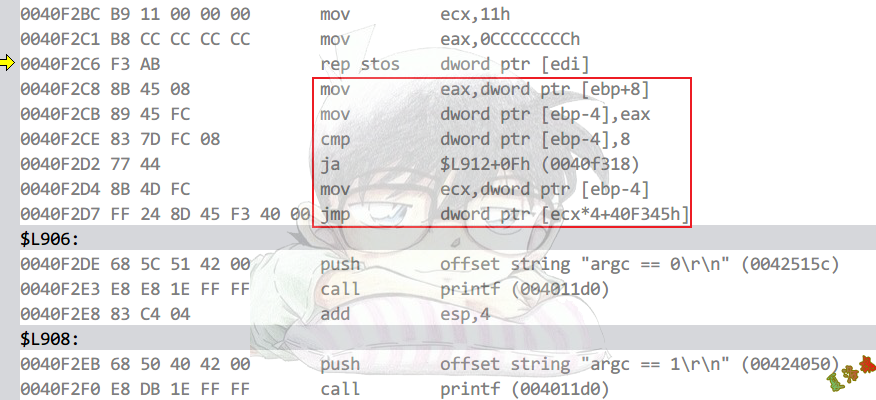 0040F2BC B9 11 00 00 00 mov ecx,11h
0040F2C1 B8 CC CC CC CC mov eax,0CCCCCCCCh
0040F2C6 F3 AB rep stos dword ptr [edi]
0040F2C8 8B 45 08 mov eax,dword ptr [ebp+8]
0040F2CB 89 45 FC mov dword ptr [ebp-4],eax
0040F2CE 83 7D FC 08 cmp dword ptr [ebp-4],8
0040F2D2 77 44 ja $L912+0Fh (0040f318)
0040F2D4 8B 4D FC mov ecx,dword ptr [ebp-4]
0040F2D7 FF 24 8D 45 F3 40 00 jmp dword ptr [ecx*4+40F345h]
$L906:
0040F2DE 68 5C 51 42 00 push offset string "argc == 0\r\n" (0042515c)
0040F2E3 E8 E8 1E FF FF call printf (004011d0)
0040F2E8 83 C4 04 add esp,4
$L908:
0040F2EB 68 50 40 42 00 push offset string "argc == 1\r\n" (00424050)
0040F2F0 E8 DB 1E FF FF call printf (004011d0)